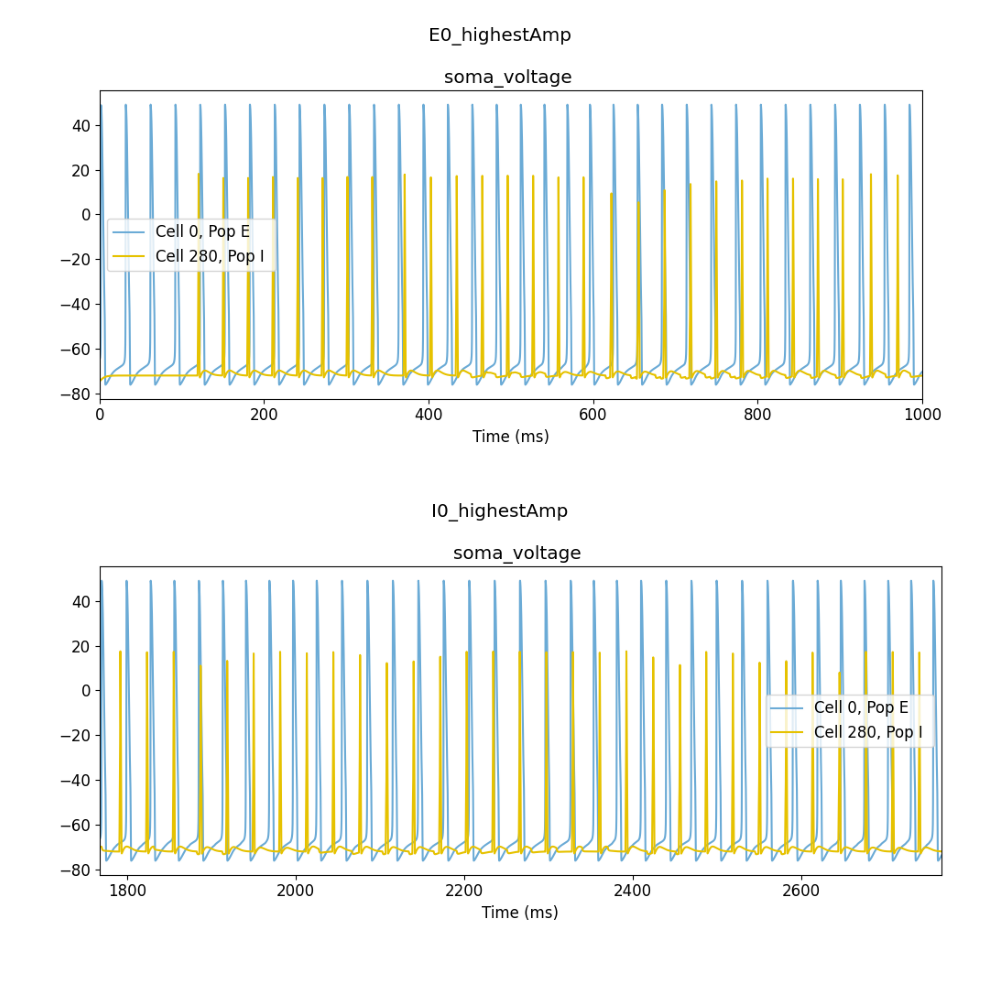 E0_highestAmp
soma_voltage
40
20
0
−20
−40
−60
−80
Cell 0, Pop E
Cell 280, Pop I
0 200 400 600 800 1000
Time (ms)
I0_highestAmp
soma_voltage
40
20
0
−20
−40
−60
−80
Cell 0, Pop E
Cell 280, Pop I
1800 2000 2200 2400 2600
Time (ms)